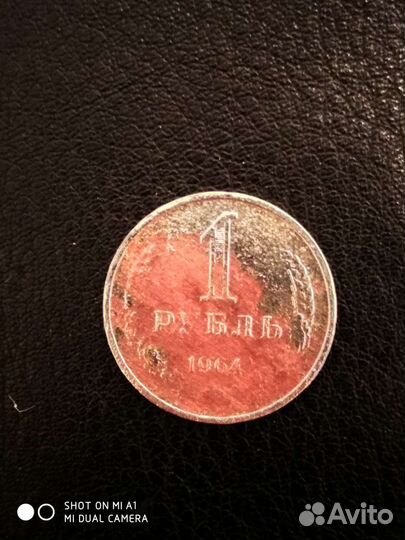 1
РУБЛЬ
1964
SHOT ON MI A1
MI DUAL CAMERA
Avito